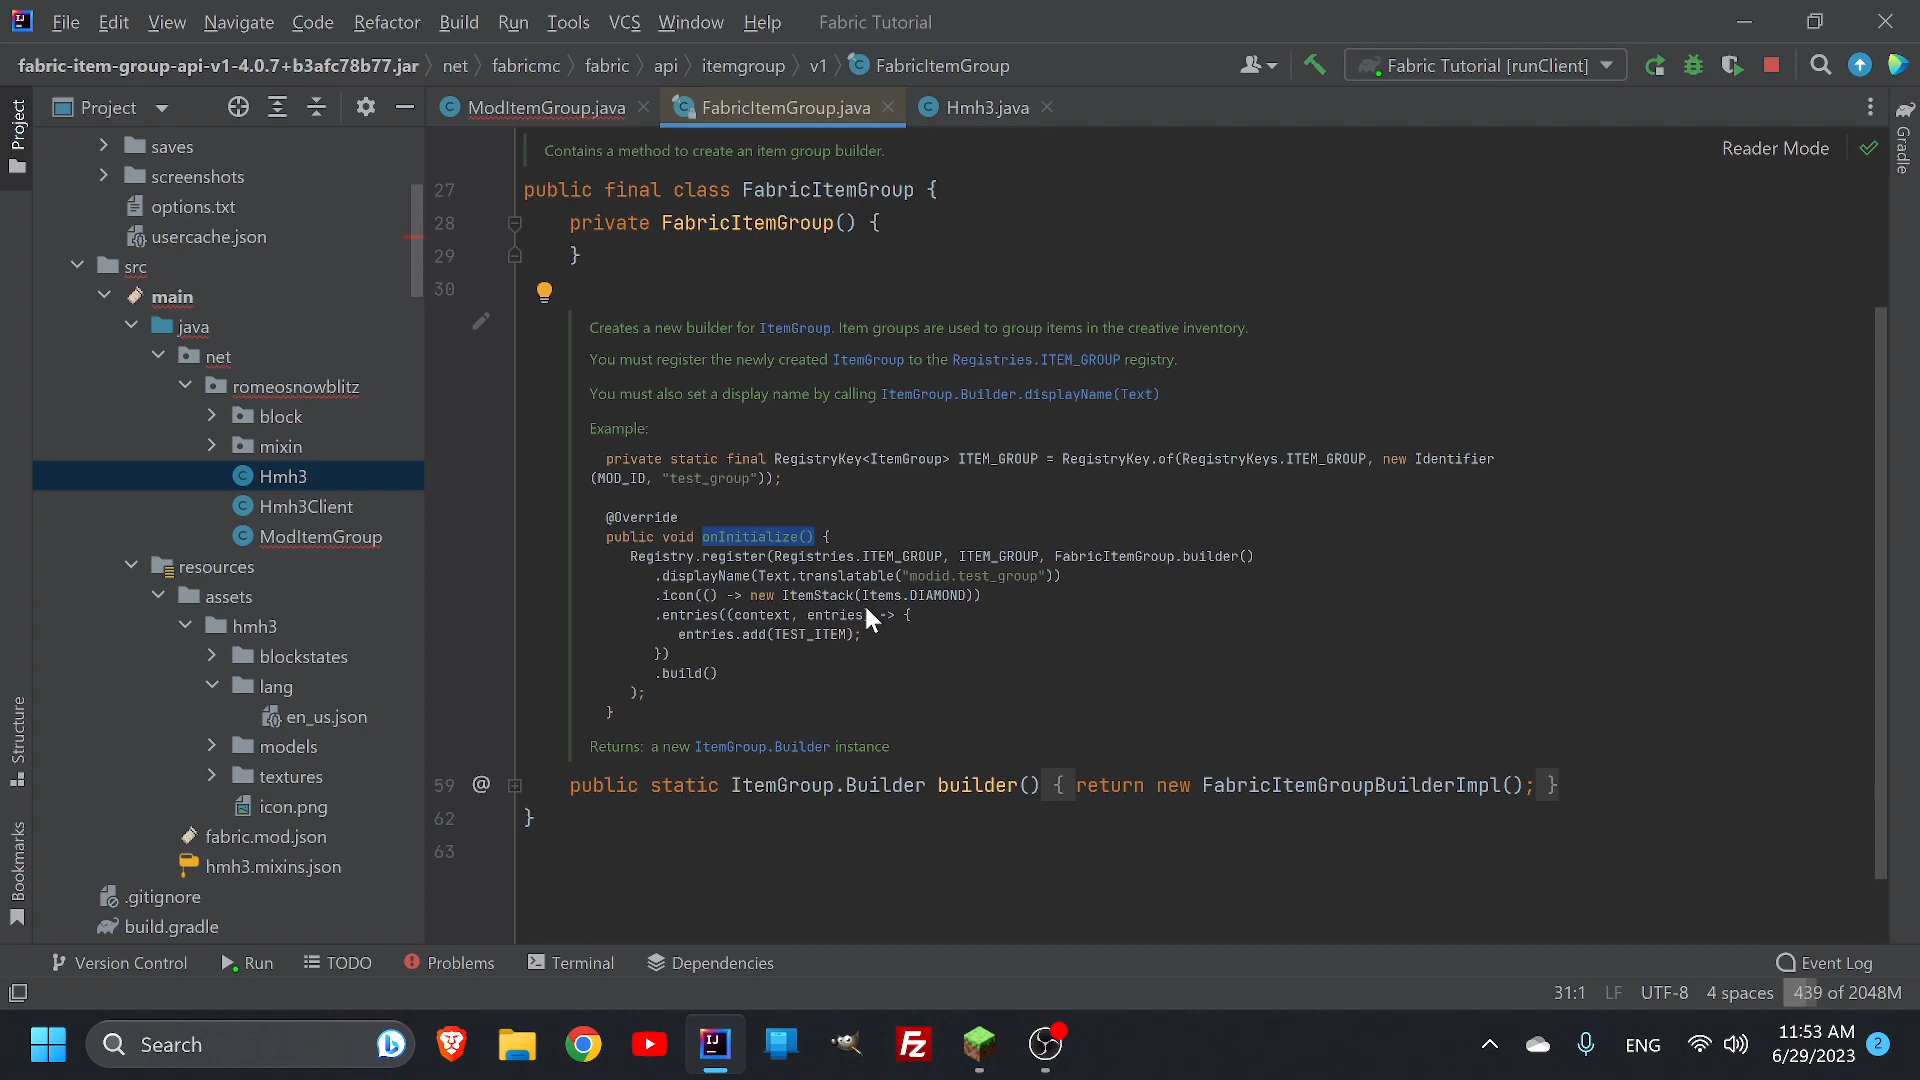 File Edit View Navigate Code Refactor Build Run Tools VCS Window Help Fabric Tutorial
fabric-item-group-api-v1-4.0.7+b3afc78b77.jar net fabricmc fabric api itemgroup v1 FabricItemGroup Fabric Tutorial [runClient]
Project ModItemGroup.java FabricItemGroup.java Hmh3.java
Project
Structure
Bookmarks
Gradle
saves
screenshots
options.txt
usercache.json
src
main
java
net
romeosnowblitz
block
mixin
Hmh3
Hmh3Client
ModItemGroup
resources
assets
hmh3
blockstates
lang
en_us.json
models
textures
icon.png
fabric.mod.json
hmh3.mixins.json
.gitignore
build.gradle
Contains a method to create an item group builder.
Reader Mode
27 public final class FabricItemGroup {
28 private FabricItemGroup() {
29 }
30
Creates a new builder for ItemGroup. Item groups are used to group items in the creative inventory.
You must register the newly created ItemGroup to the Registries.ITEM_GROUP registry.
You must also set a display name by calling ItemGroup.Builder.displayName(Text)
Example:
private static final RegistryKey<ItemGroup> ITEM_GROUP = RegistryKey.of(RegistryKeys.ITEM_GROUP, new Identifier
(MOD_ID, "test_group"));
@Override
public void onInitialize() {
Registry.register(Registries.ITEM_GROUP, ITEM_GROUP, FabricItemGroup.builder()
.displayName(Text.translatable("modid.test_group"))
.icon(() -> new ItemStack(Items.DIAMOND))
.entries((context, entries) -> {
entries.add(TEST_ITEM);
})
.build()
);
}
Returns: a new ItemGroup.Builder instance
59 @ public static ItemGroup.Builder builder() { return new FabricItemGroupBuilderImpl(); }
62 }
63
Version Control Run TODO Problems Terminal Dependencies Event Log
31:1 LF UTF-8 4 spaces 439 of 2048M
Search ENG 11:53 AM
6/29/2023 2